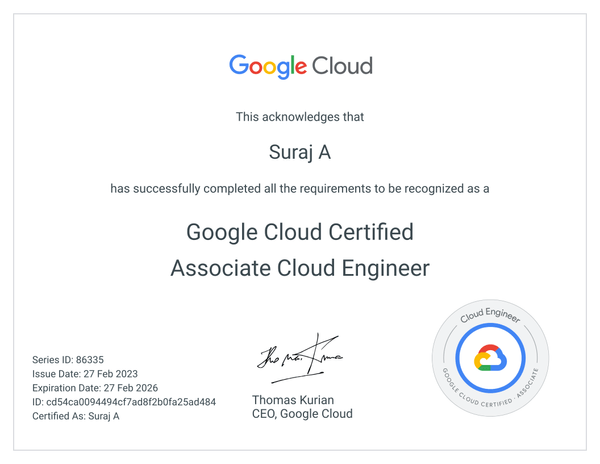 Google Cloud
This acknowledges that
Suraj A
has successfully completed all the requirements to be recognized as a
Google Cloud Certified
Associate Cloud Engineer
Series ID: 86335
Issue Date: 27 Feb 2023
Expiration Date: 27 Feb 2026
ID: cd54ca0094494cf7ad8f2b0fa25ad484
Certified As: Suraj A
Thomas Kurian
CEO, Google Cloud
Cloud Engineer
GOOGLE CLOUD CERTIFIED · ASSOCIATE